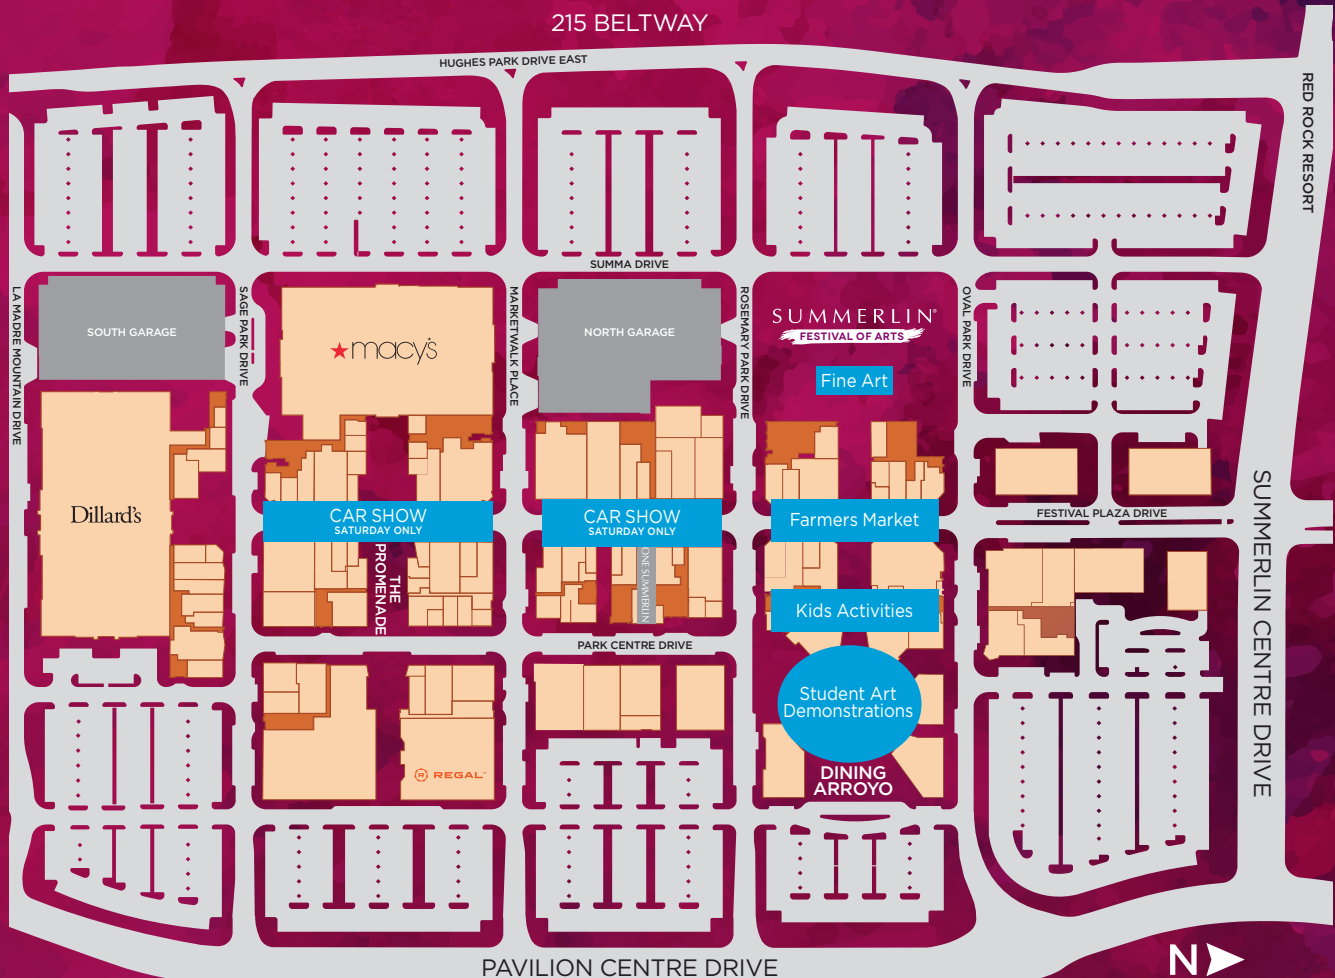 215 BELTWAY
HUGHES PARK DRIVE EAST
RED ROCK RESORT
SUMMA DRIVE
LA MADRE MOUNTAIN DRIVE
SOUTH GARAGE
SAGE PARK DRIVE
★macy's
MARKETWALK PLACE
NORTH GARAGE
ROSEMARY PARK DRIVE
SUMMERLIN®
FESTIVAL OF ARTS
Fine Art
OVAL PARK DRIVE
Dillard's
CAR SHOW
SATURDAY ONLY
CAR SHOW
SATURDAY ONLY
Farmers Market
FESTIVAL PLAZA DRIVE
SUMMERLIN CENTRE DRIVE
THE
PROMENADE
ONE SUMMERLIN
Kids Activities
PARK CENTRE DRIVE
Student Art
Demonstrations
R REGAL
DINING
ARROYO
PAVILION CENTRE DRIVE
N